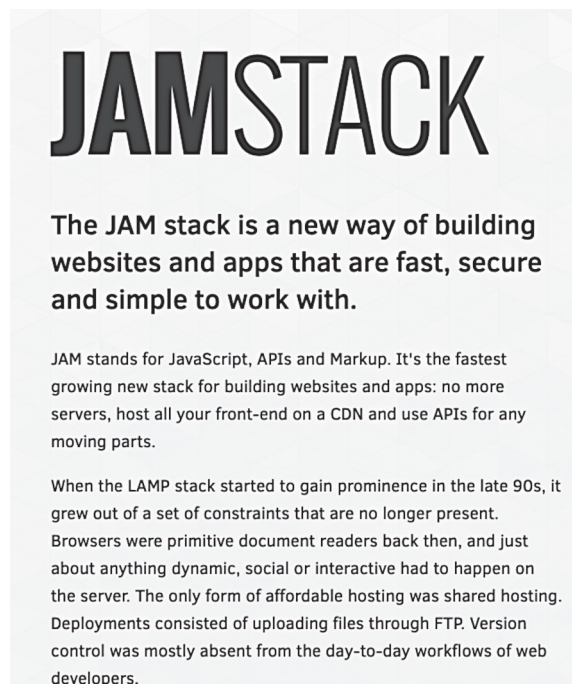 JAMSTACK
The JAM stack is a new way of building
websites and apps that are fast, secure
and simple to work with.
JAM stands for JavaScript, APIs and Markup. It's the fastest
growing new stack for building websites and apps: no more
servers, host all your front-end on a CDN and use APIs for any
moving parts.
When the LAMP stack started to gain prominence in the late 90s, it
grew out of a set of constraints that are no longer present.
Browsers were primitive document readers back then, and just
about anything dynamic, social or interactive had to happen on
the server. The only form of affordable hosting was shared hosting.
Deployments consisted of uploading files through FTP. Version
control was mostly absent from the day-to-day workflows of web
developers.